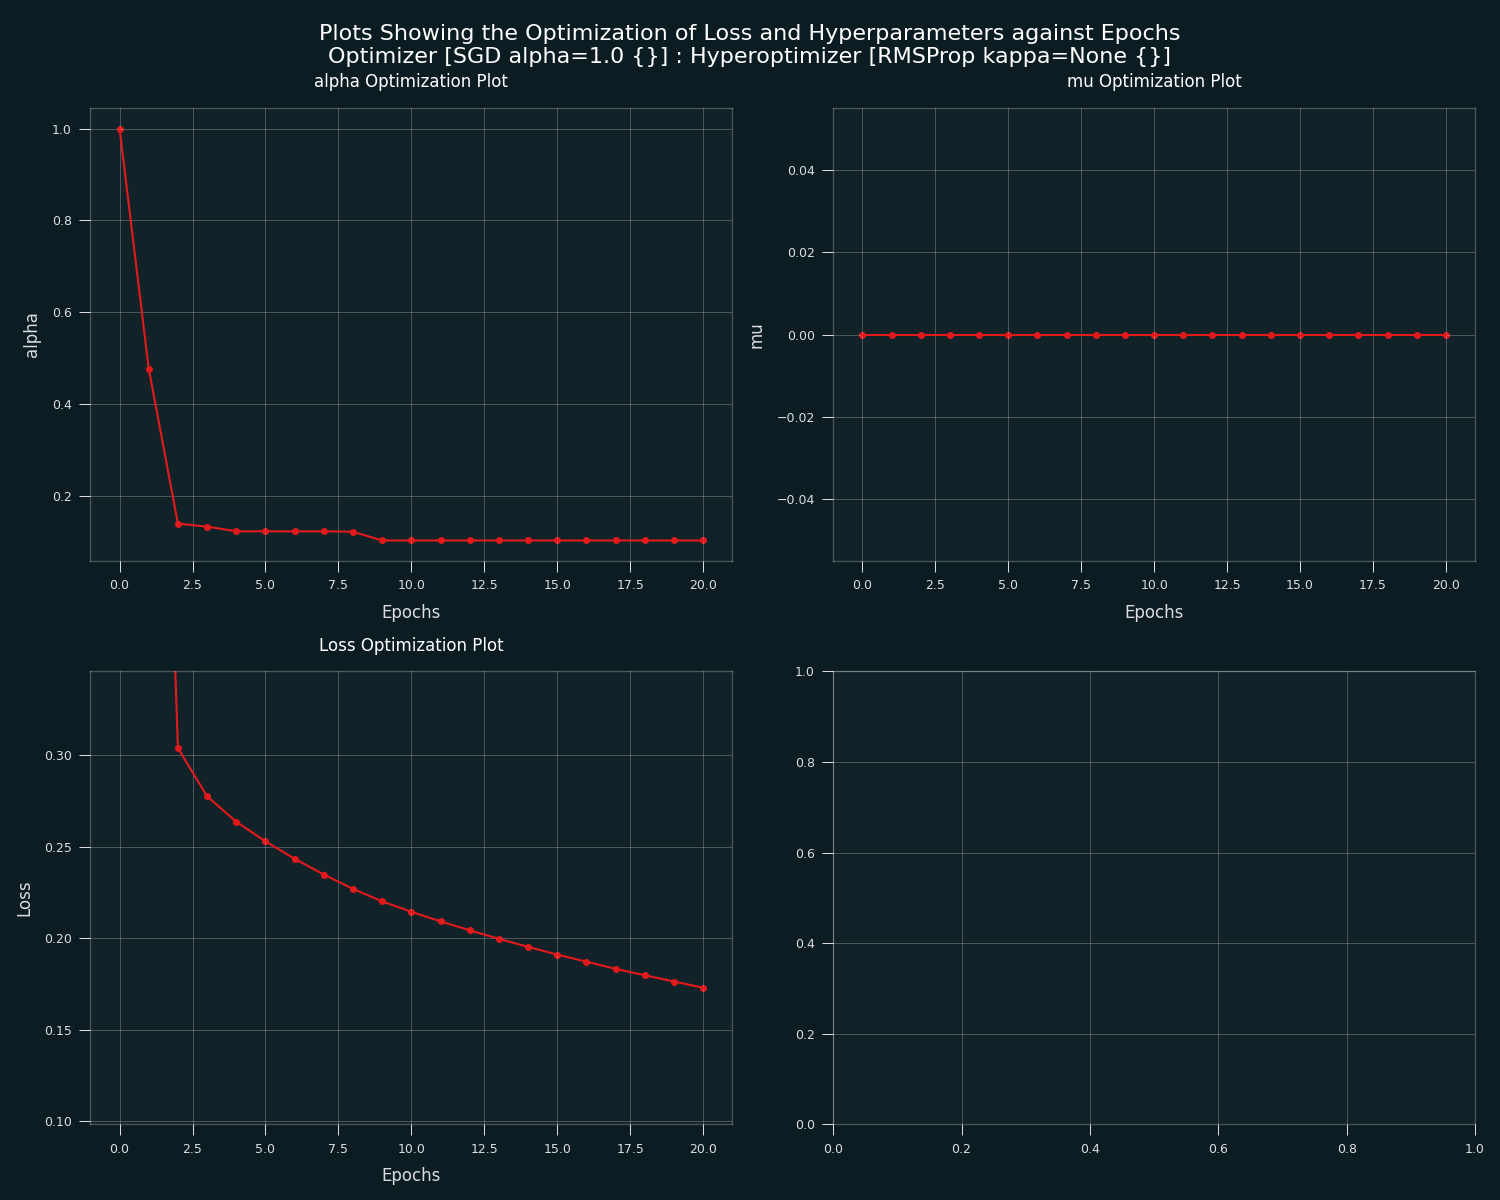 Plots Showing the Optimization of Loss and Hyperparameters against Epochs
Optimizer [SGD alpha=1.0 {}] : Hyperoptimizer [RMSProp kappa=None {}]
alpha Optimization Plot
alpha
1.0
0.8
0.6
0.4
0.2
0.0 2.5 5.0 7.5 10.0 12.5 15.0 17.5 20.0
Epochs
mu Optimization Plot
mu
0.04
0.02
0.00
−0.02
−0.04
0.0 2.5 5.0 7.5 10.0 12.5 15.0 17.5 20.0
Epochs
Loss Optimization Plot
Loss
0.30
0.25
0.20
0.15
0.10
0.0 2.5 5.0 7.5 10.0 12.5 15.0 17.5 20.0
Epochs
1.0
0.8
0.6
0.4
0.2
0.0
0.0 0.2 0.4 0.6 0.8 1.0